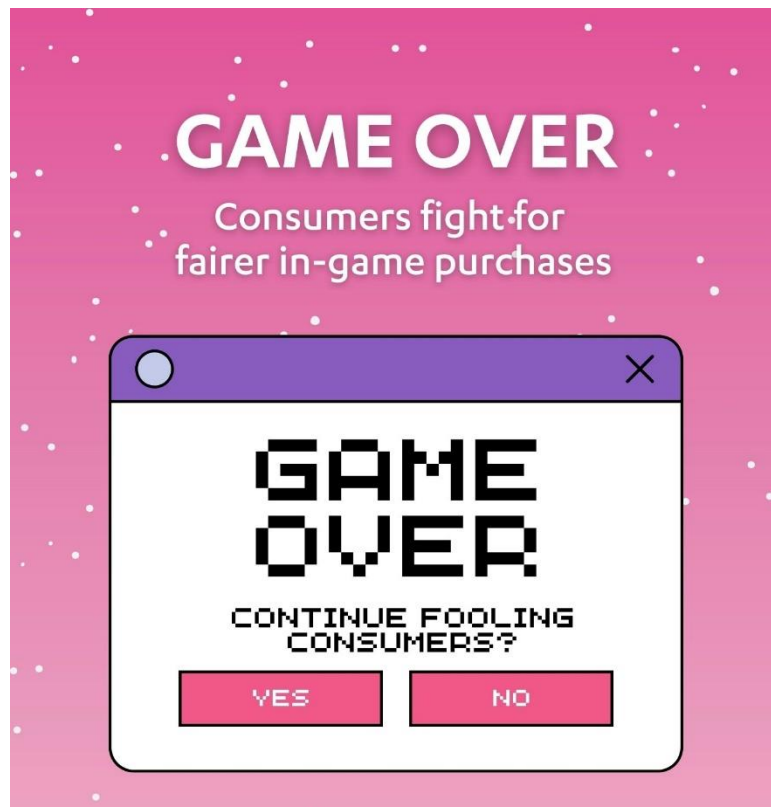 GAME OVER
Consumers fight for
fairer in-game purchases
GAME
OVER
CONTINUE FOOLING
CONSUMERS?
YES
NO